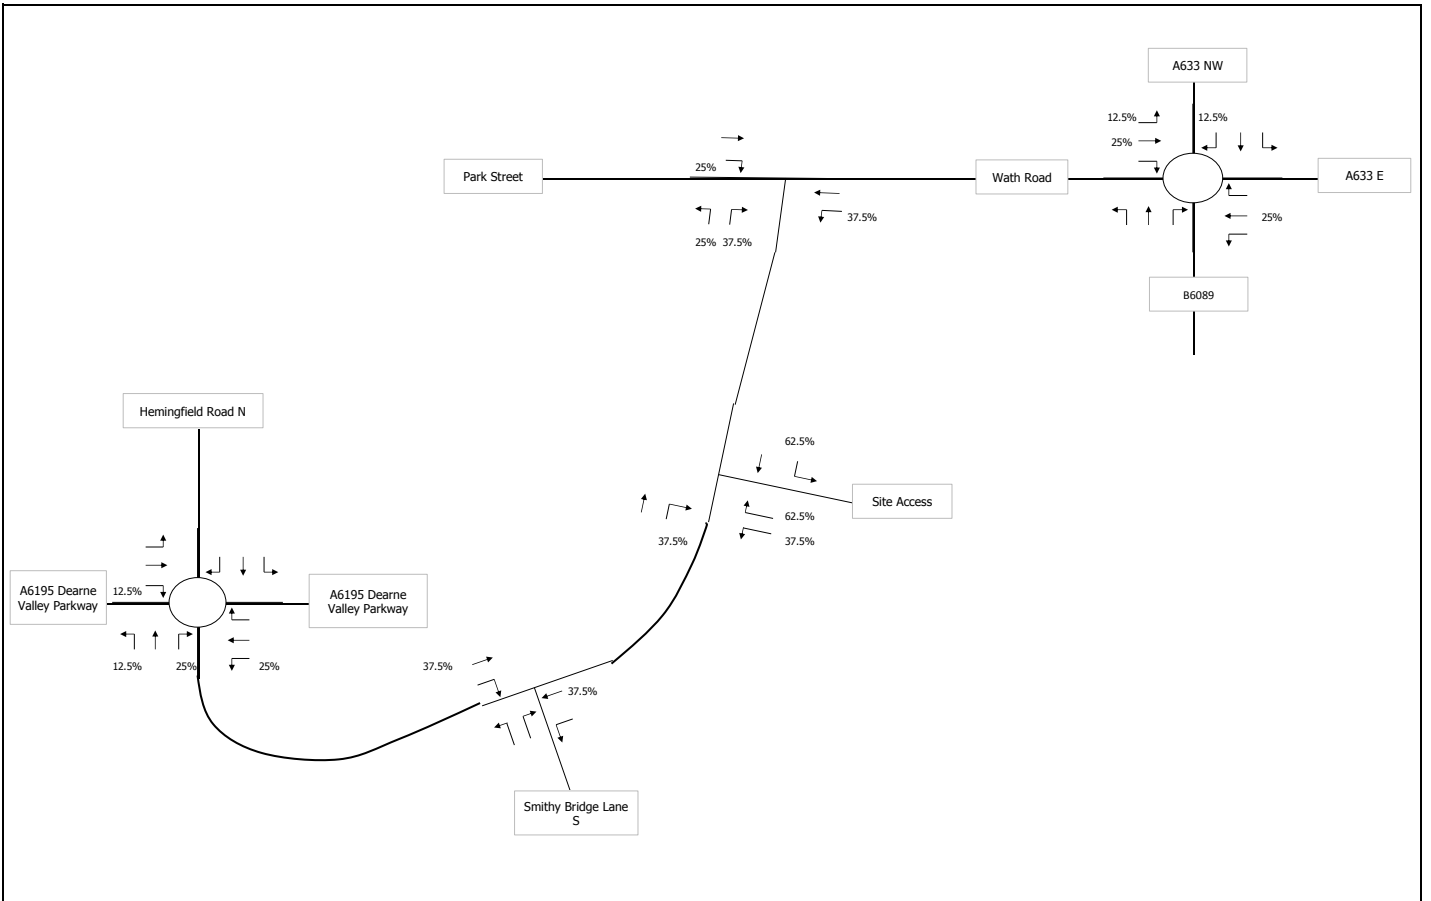 A633 NW
12.5%
12.5%
25%
Park Street
25%
Wath Road
A633 E
37.5%
25%
25% 37.5%
B6089
Hemingfield Road N
62.5%
Site Access
62.5%
37.5%
37.5%
A6195 Dearne
Valley Parkway
12.5%
A6195 Dearne
Valley Parkway
12.5%
25%
25%
37.5%
37.5%
Smithy Bridge Lane
S